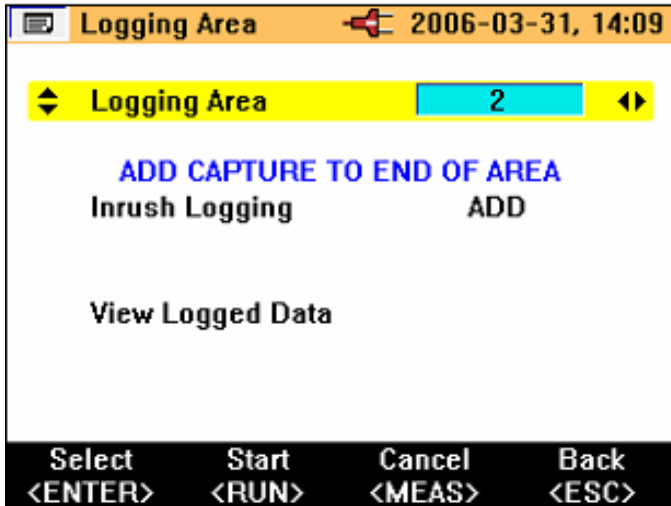 Logging Area 2006-03-31, 14:09
Logging Area 2
ADD CAPTURE TO END OF AREA
Inrush Logging ADD
View Logged Data
Select Start Cancel Back
<ENTER> <RUN> <MEAS> <ESC>